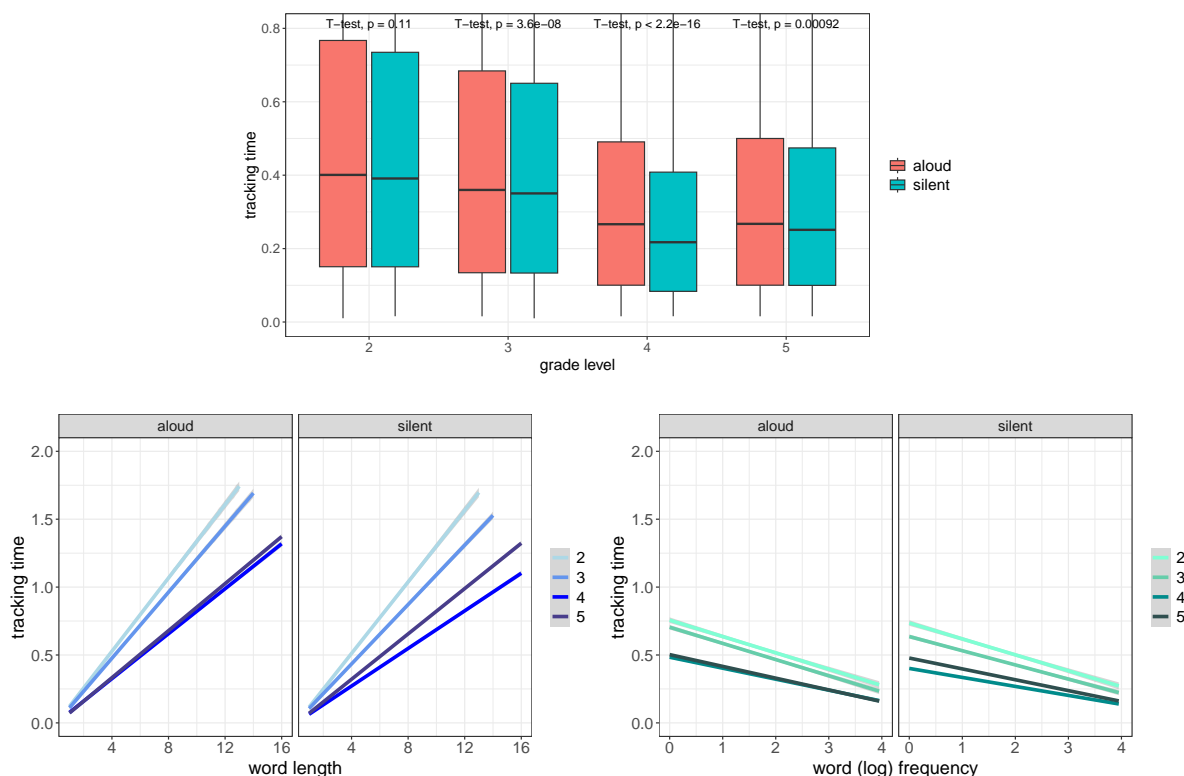 T-test, p = 0.11 T-test, p = 3.6e-08 T-test, p < 2.2e-16 T-test, p = 0.00092
0.8
0.6
0.4
0.2
0.0
tracking time
2 3 4 5
grade level
aloud
silent
aloud silent
2.0
1.5
1.0
0.5
0.0
tracking time
4 8 12 16 4 8 12 16
word length
2
3
4
5
aloud silent
2.0
1.5
1.0
0.5
0.0
tracking time
0 1 2 3 4 0 1 2 3 4
word (log) frequency
2
3
4
5